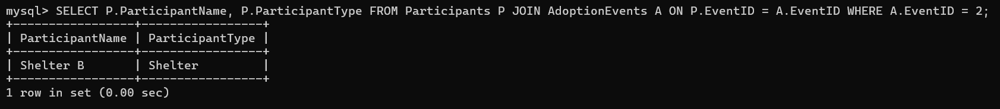 mysql> SELECT P.ParticipantName, P.ParticipantType FROM Participants P JOIN AdoptionEvents A ON P.EventID = A.EventID WHERE A.EventID = 2;
+-----------------+-----------------+
| ParticipantName | ParticipantType |
+-----------------+-----------------+
| Shelter B       | Shelter         |
+-----------------+-----------------+
1 row in set (0.00 sec)